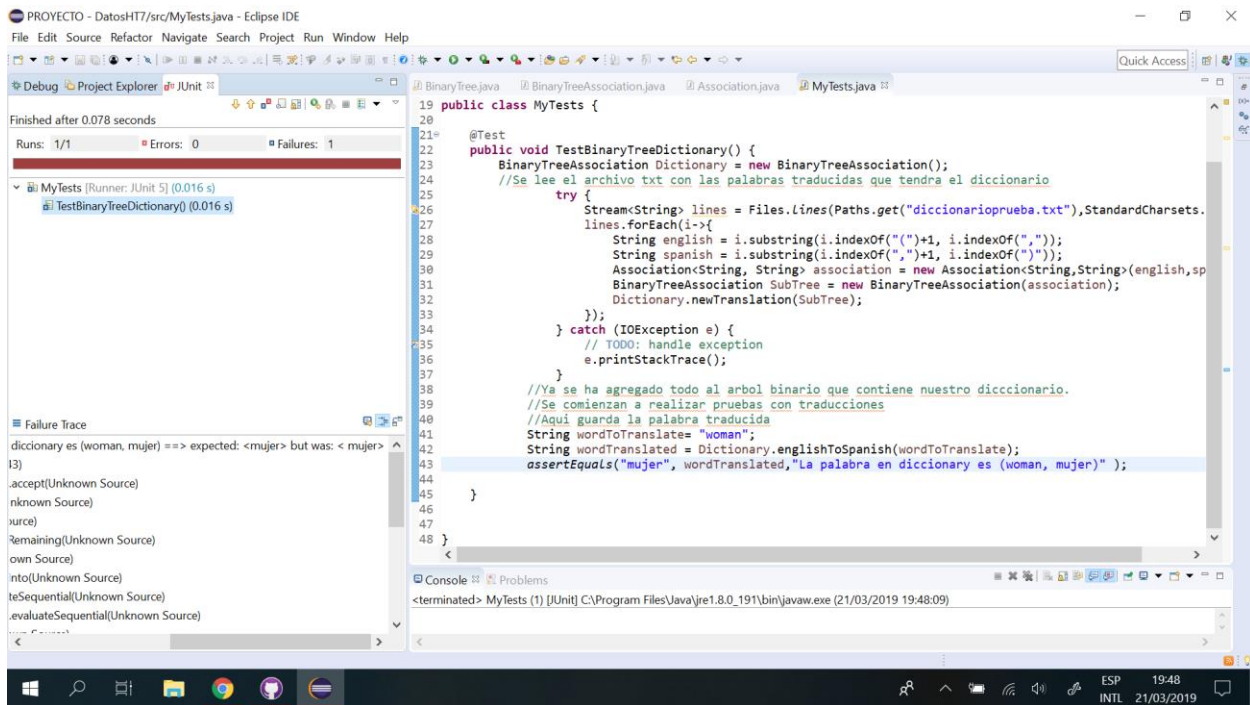 PROYECTO - DatosHT7/src/MyTests.java - Eclipse IDE
File Edit Source Refactor Navigate Search Project Run Window Help
Quick Access
Debug Project Explorer JUnit
BinaryTree.java BinaryTreeAssociation.java Association.java MyTests.java
Finished after 0.078 seconds
Runs: 1/1 Errors: 0 Failures: 1
MyTests [Runner: JUnit 5] (0.016 s)
TestBinaryTreeDictionary() (0.016 s)
Failure Trace
diccionary es (woman, mujer) ==> expected: <mujer> but was: < mujer>
43)
.accept(Unknown Source)
nknown Source)
ource)
Remaining(Unknown Source)
own Source)
nto(Unknown Source)
teSequential(Unknown Source)
.evaluateSequential(Unknown Source)
19 public class MyTests {
20
21 @Test
22 public void TestBinaryTreeDictionary() {
23 BinaryTreeAssociation Dictionary = new BinaryTreeAssociation();
24 //Se lee el archivo txt con las palabras traducidas que tendra el diccionario
25 try {
26 Stream<String> lines = Files.lines(Paths.get("diccionarioprueba.txt"),StandardCharsets.
27 lines.forEach(i->{
28 String english = i.substring(i.indexOf("(")+1, i.indexOf(","));
29 String spanish = i.substring(i.indexOf(",")+1, i.indexOf(")"));
30 Association<String, String> association = new Association<String,String>(english,sp
31 BinaryTreeAssociation SubTree = new BinaryTreeAssociation(association);
32 Dictionary.newTranslation(SubTree);
33 });
34 } catch (IOException e) {
35 // TODO: handle exception
36 e.printStackTrace();
37 }
38 //Ya se ha agregado todo al arbol binario que contiene nuestro dicccionario.
39 //Se comienzan a realizar pruebas con traducciones
40 //Aqui guarda la palabra traducida
41 String wordToTranslate= "woman";
42 String wordTranslated = Dictionary.englishToSpanish(wordToTranslate);
43 assertEquals("mujer", wordTranslated,"La palabra en diccionary es (woman, mujer)" );
44
45 }
46
47
48 }
Console Problems
<terminated> MyTests (1) [JUnit] C:\Program Files\Java\jre1.8.0_191\bin\javaw.exe (21/03/2019 19:48:09)
ESP 19:48
INTL 21/03/2019